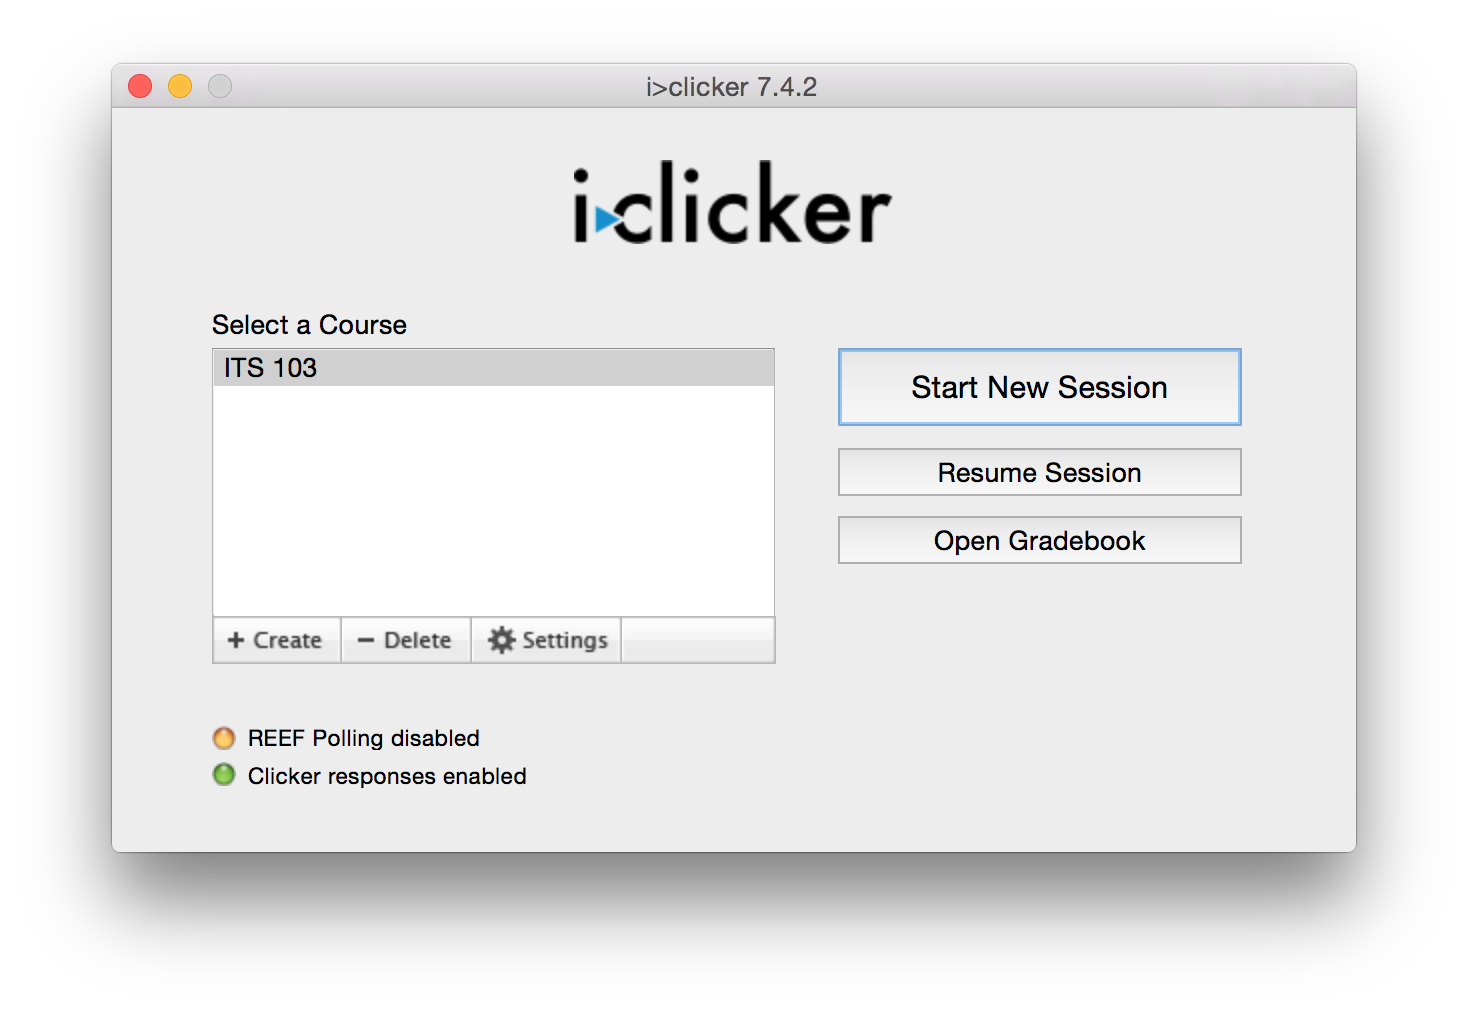 i>clicker 7.4.2
i▸clicker
Select a Course
ITS 103
Start New Session
Resume Session
Open Gradebook
+ Create − Delete Settings
REEF Polling disabled
Clicker responses enabled